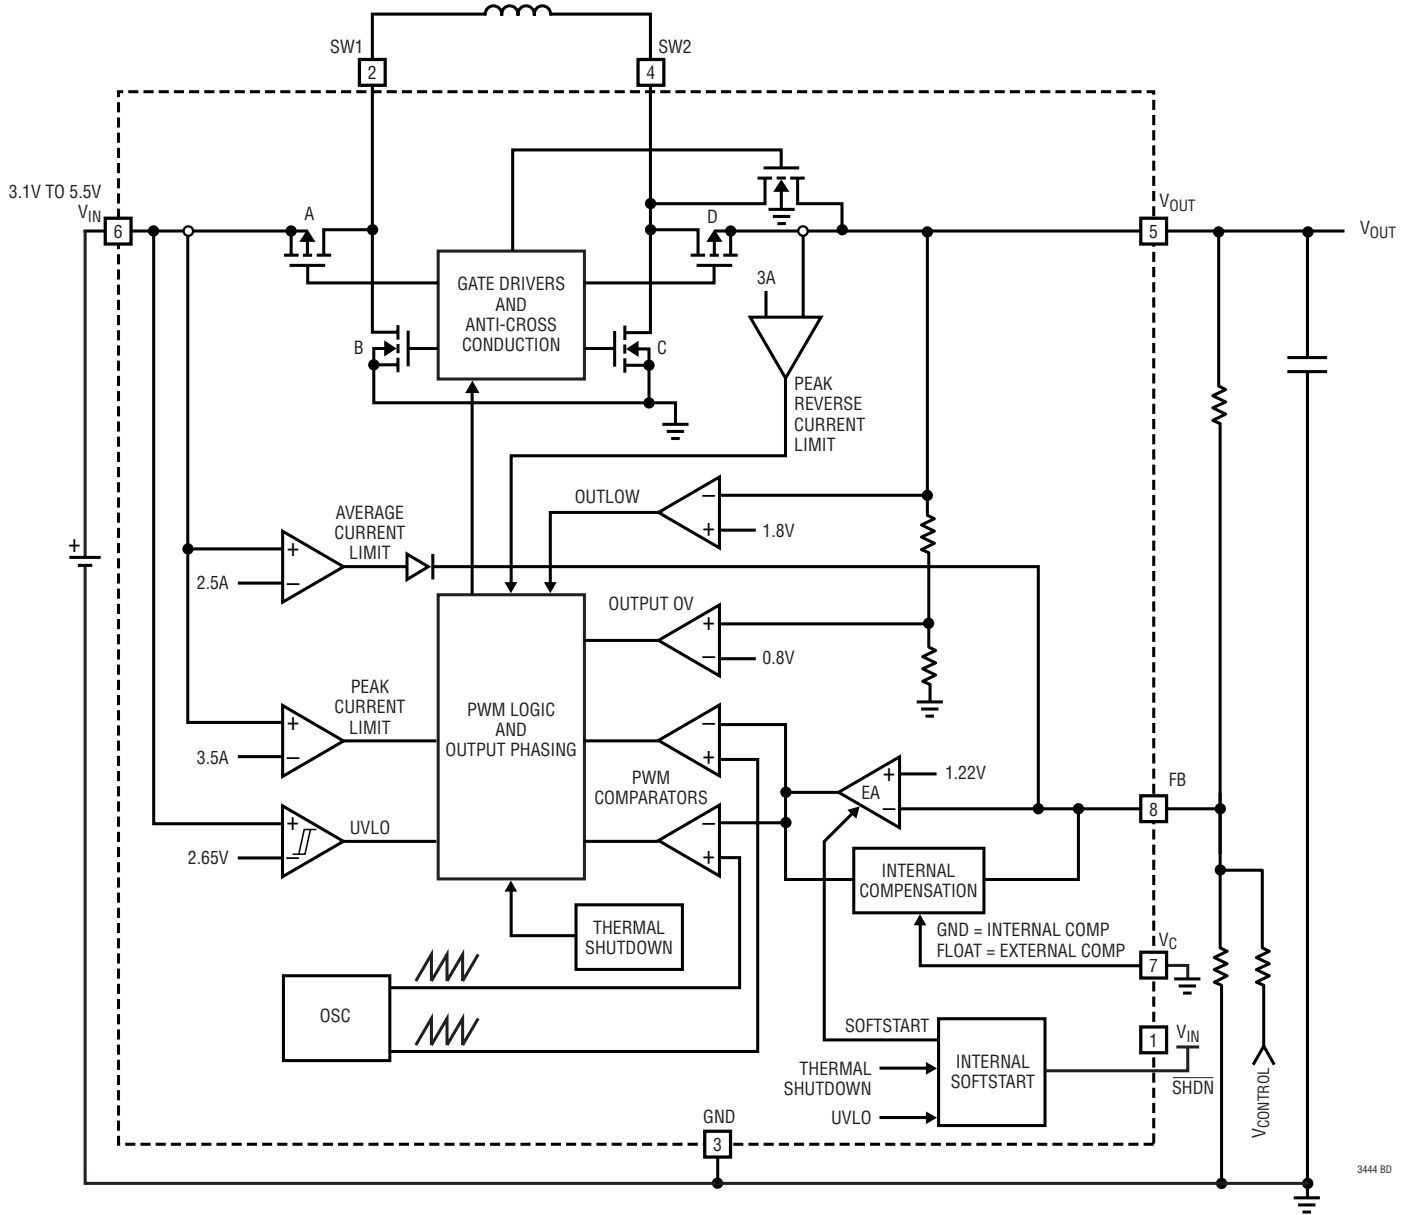 SW1
SW2
2
4
3.1V TO 5.5V
VIN
6
A
D
VOUT
5
VOUT
GATE DRIVERS
AND
ANTI-CROSS
CONDUCTION
3A
B
C
PEAK
REVERSE
CURRENT
LIMIT
OUTLOW
−
+
1.8V
AVERAGE
CURRENT
LIMIT
+
+
−
2.5A
OUTPUT OV
+
−
0.8V
PEAK
CURRENT
LIMIT
+
−
3.5A
PWM LOGIC
AND
OUTPUT PHASING
−
+
PWM
COMPARATORS
−
+
EA
+
−
1.22V
FB
8
UVLO
+
−
2.65V
INTERNAL
COMPENSATION
THERMAL
SHUTDOWN
GND = INTERNAL COMP
FLOAT = EXTERNAL COMP
VC
7
OSC
SOFTSTART
INTERNAL
SOFTSTART
THERMAL
SHUTDOWN
UVLO
1
VIN
SHDN
VCONTROL
GND
3
3444 BD